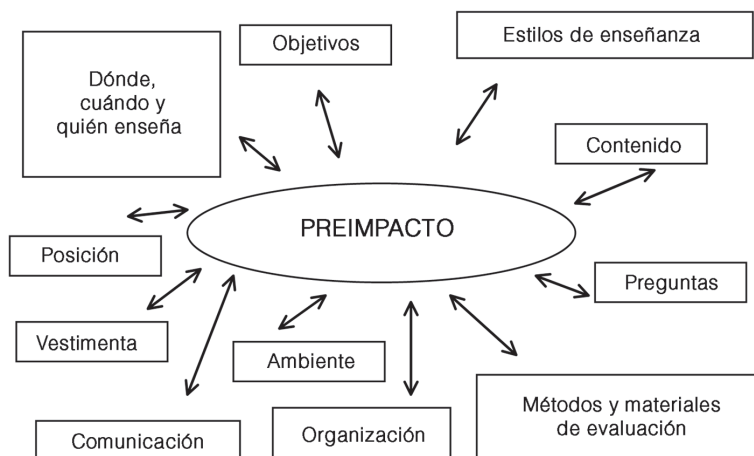 Objetivos
Estilos de enseñanza
Dónde,
cuándo y
quién enseña
Contenido
PREIMPACTO
Posición
Preguntas
Vestimenta
Ambiente
Métodos y materiales
de evaluación
Comunicación
Organización